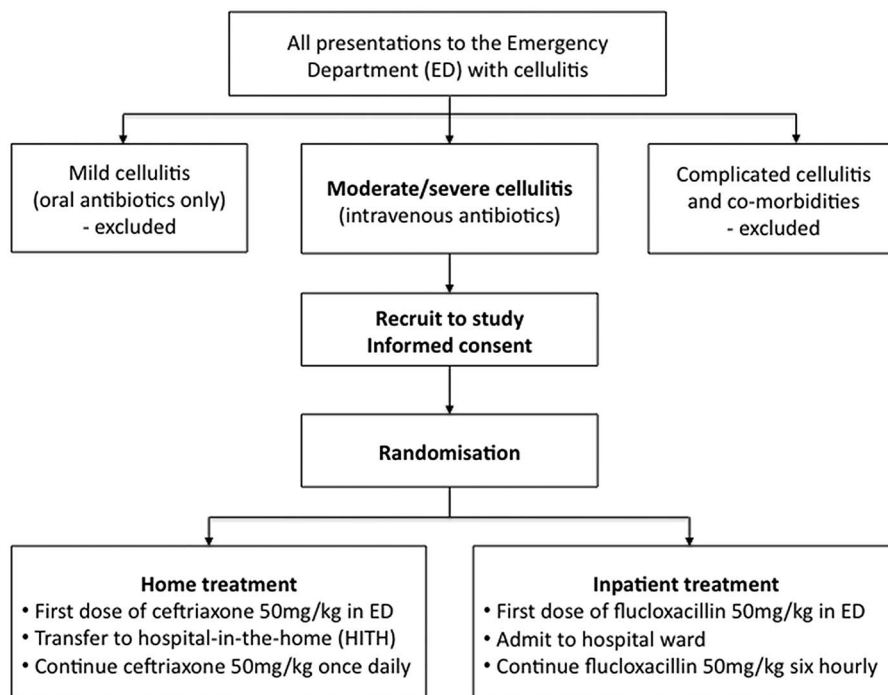 All presentations to the Emergency
Department (ED) with cellulitis
Mild cellulitis
(oral antibiotics only)
- excluded
Moderate/severe cellulitis
(intravenous antibiotics)
Complicated cellulitis
and co-morbidities
- excluded
Recruit to study
Informed consent
Randomisation
Home treatment
• First dose of ceftriaxone 50mg/kg in ED
• Transfer to hospital-in-the-home (HITH)
• Continue ceftriaxone 50mg/kg once daily
Inpatient treatment
• First dose of flucloxacillin 50mg/kg in ED
• Admit to hospital ward
• Continue flucloxacillin 50mg/kg six hourly